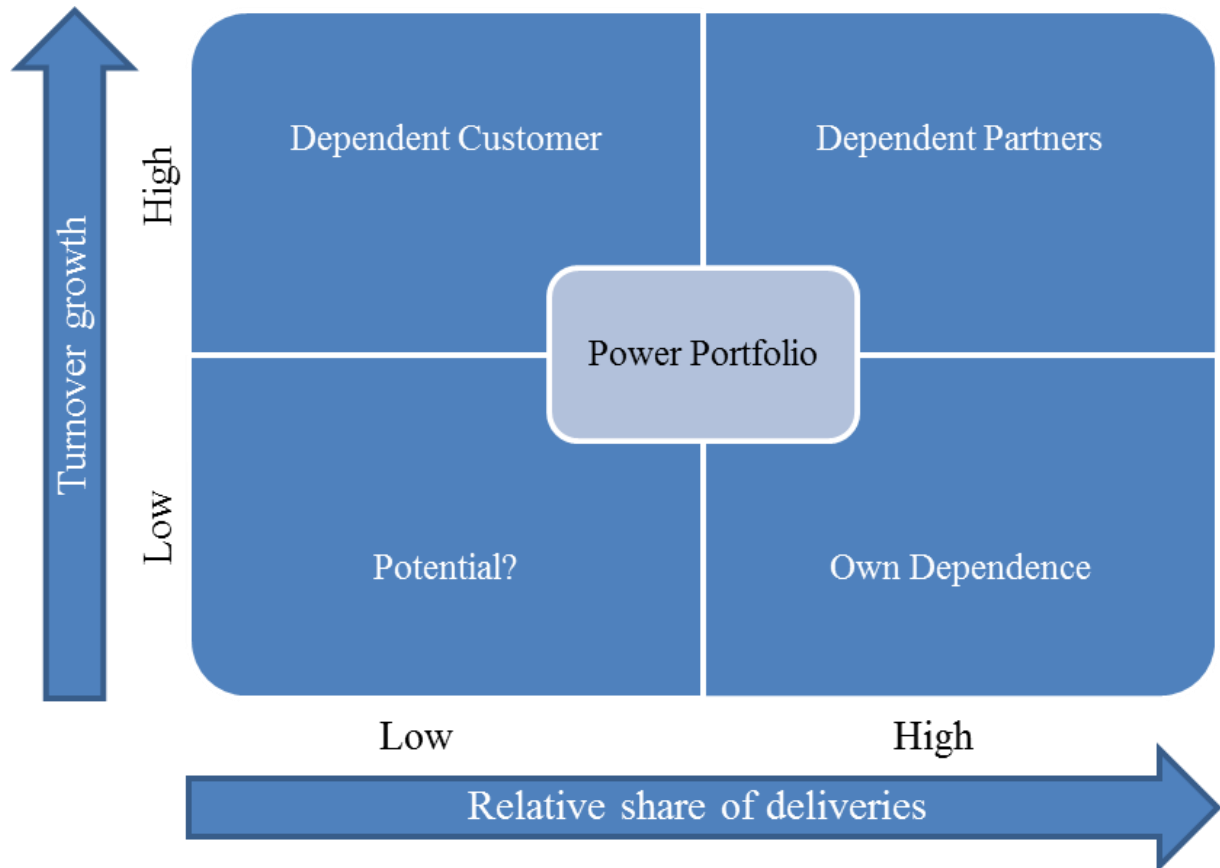 Turnover growth
High
Low
Dependent Customer
Dependent Partners
Power Portfolio
Potential?
Own Dependence
Low
High
Relative share of deliveries